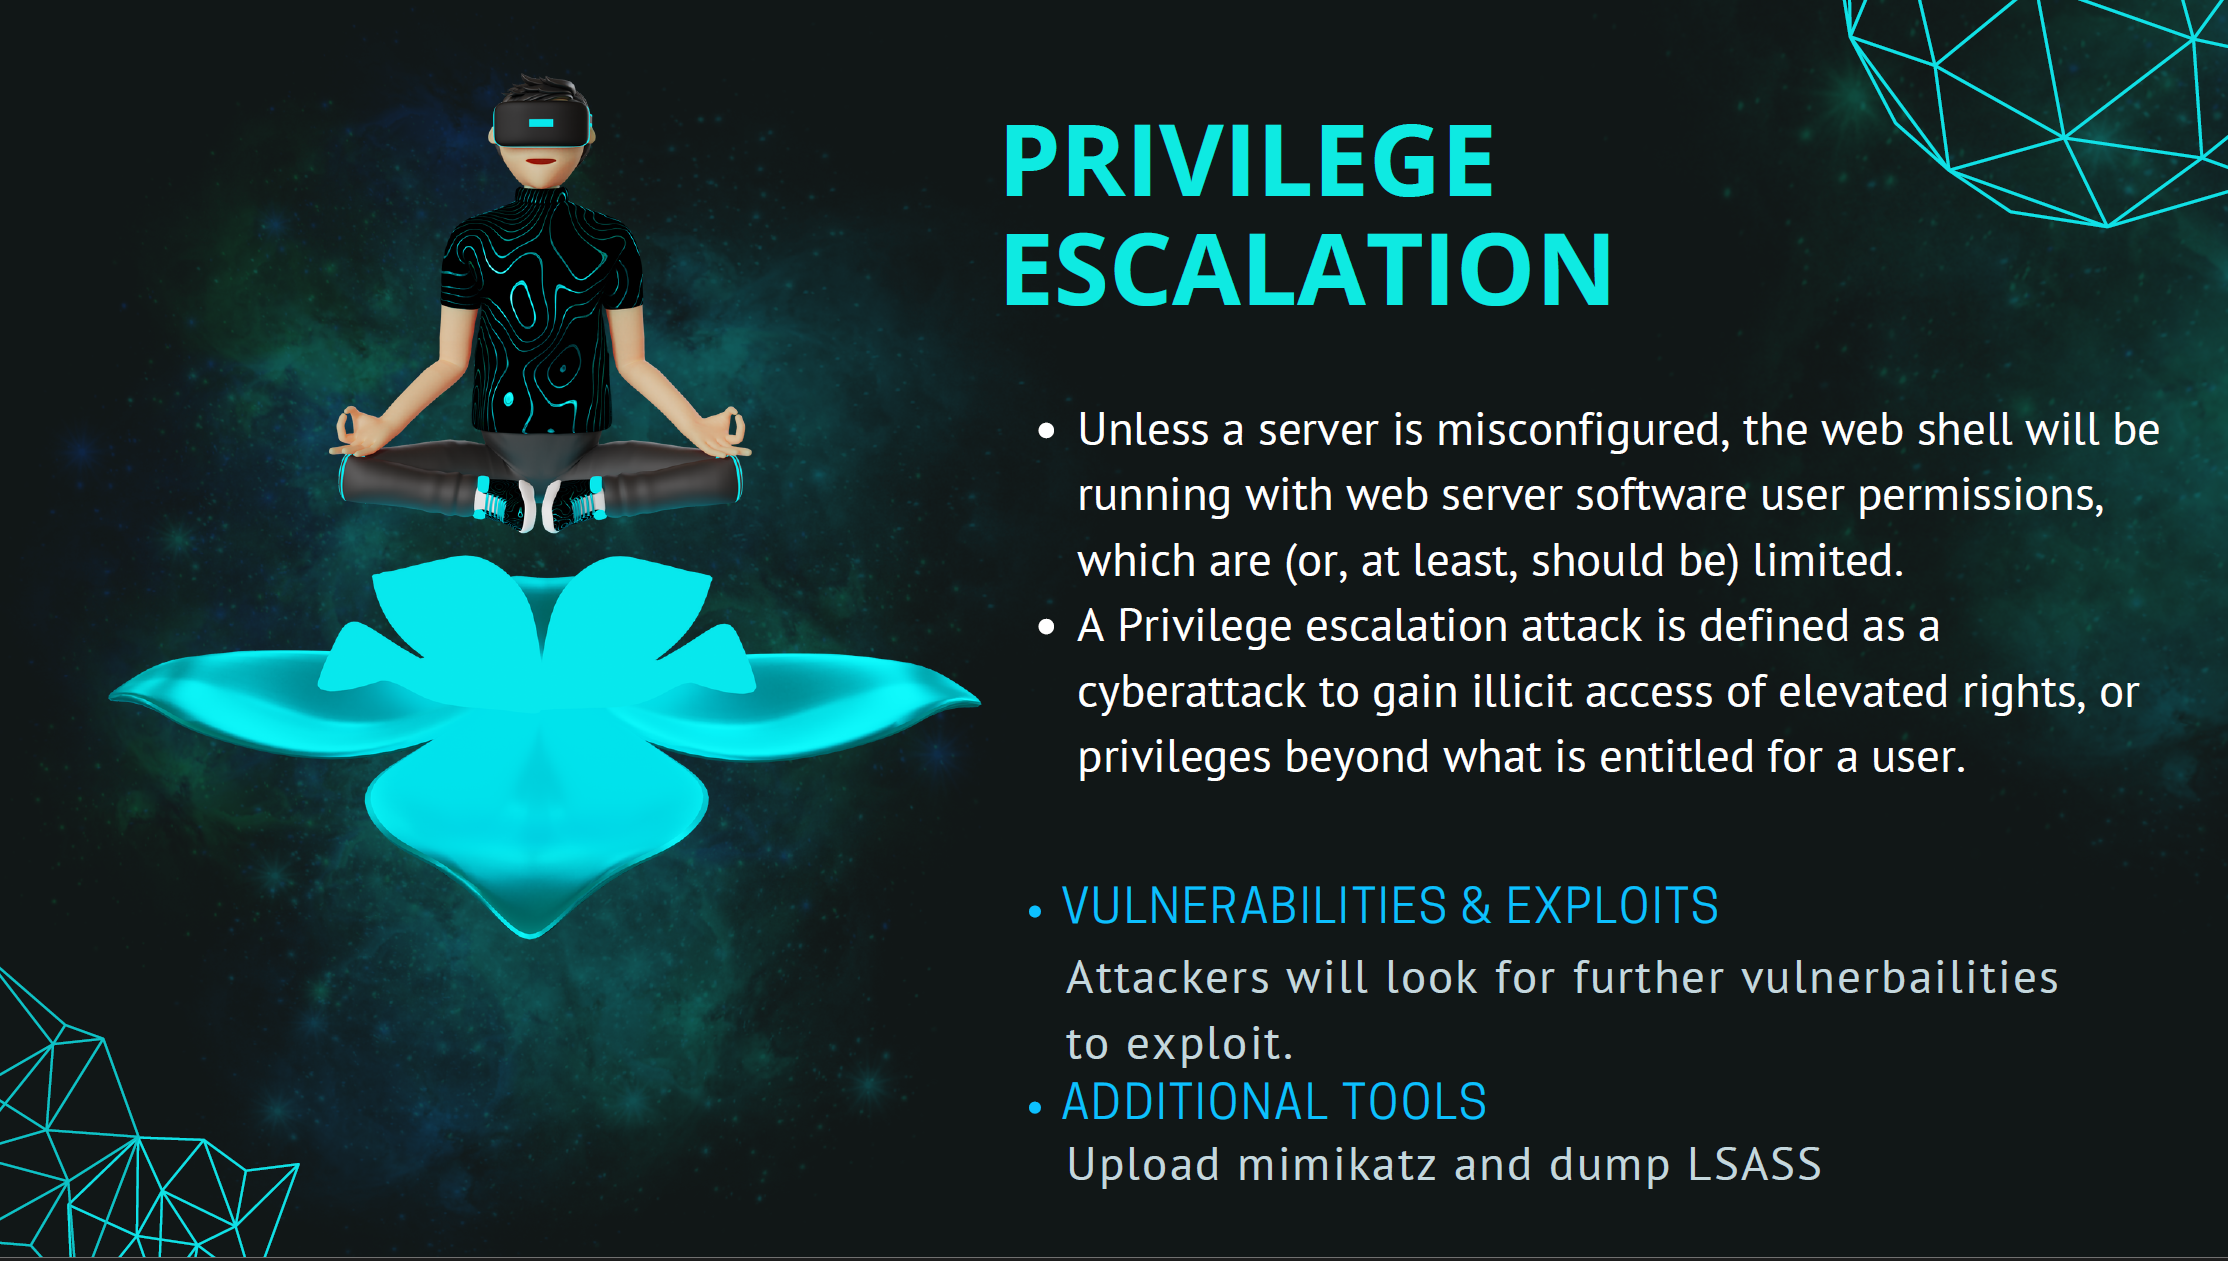 PRIVILEGE
ESCALATION
• Unless a server is misconfigured, the web shell will be
running with web server software user permissions,
which are (or, at least, should be) limited.
• A Privilege escalation attack is defined as a
cyberattack to gain illicit access of elevated rights, or
privileges beyond what is entitled for a user.
• VULNERABILITIES & EXPLOITS
Attackers will look for further vulnerbailities
to exploit.
• ADDITIONAL TOOLS
Upload mimikatz and dump LSASS